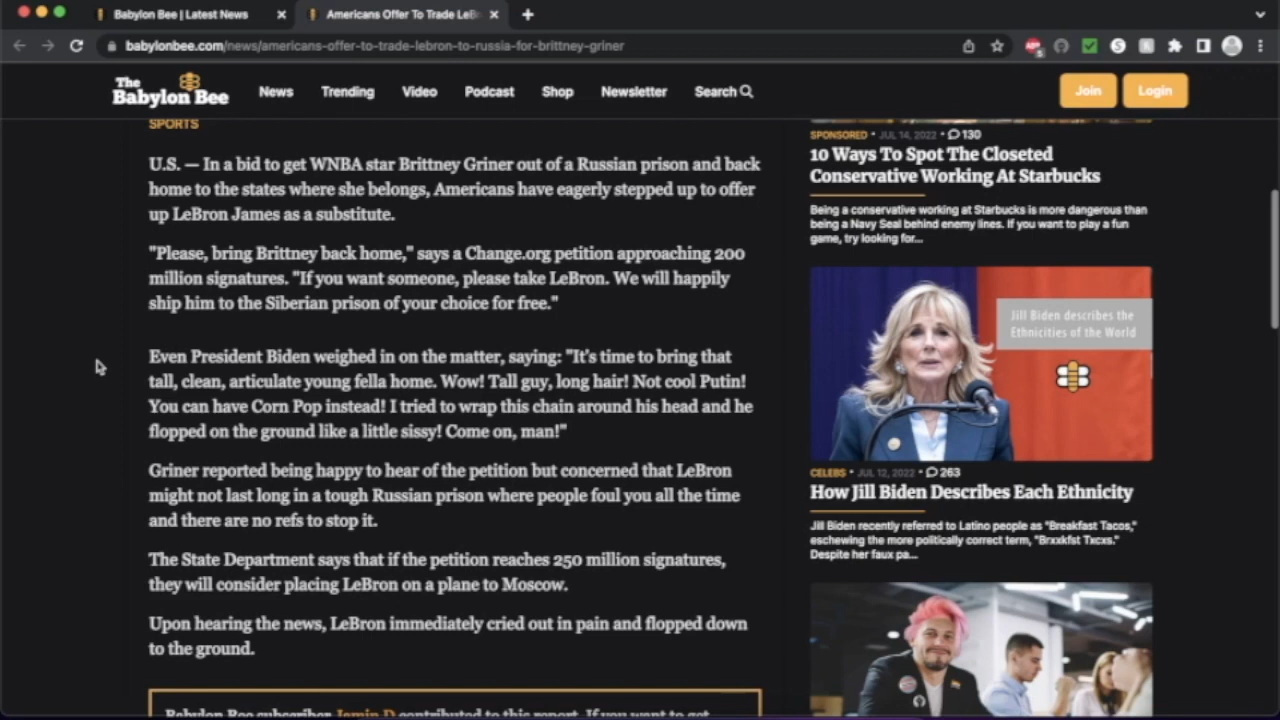 Babylon Bee | Latest News
Americans Offer To Trade LeB
babylonbee.com/news/americans-offer-to-trade-lebron-to-russia-for-brittney-griner
The
Babylon Bee
News
Trending
Video
Podcast
Shop
Newsletter
Search
Join
Login
SPORTS
U.S. — In a bid to get WNBA star Brittney Griner out of a Russian prison and back
home to the states where she belongs, Americans have eagerly stepped up to offer
up LeBron James as a substitute.
"Please, bring Brittney back home," says a Change.org petition approaching 200
million signatures. "If you want someone, please take LeBron. We will happily
ship him to the Siberian prison of your choice for free."
Even President Biden weighed in on the matter, saying: "It's time to bring that
tall, clean, articulate young fella home. Wow! Tall guy, long hair! Not cool Putin!
You can have Corn Pop instead! I tried to wrap this chain around his head and he
flopped on the ground like a little sissy! Come on, man!"
Griner reported being happy to hear of the petition but concerned that LeBron
might not last long in a tough Russian prison where people foul you all the time
and there are no refs to stop it.
The State Department says that if the petition reaches 250 million signatures,
they will consider placing LeBron on a plane to Moscow.
Upon hearing the news, LeBron immediately cried out in pain and flopped down
to the ground.
Babylon Bee subscriber Jamin D contributed to this report. If you want to get
SPONSORED • JUL 14, 2022 • 130
10 Ways To Spot The Closeted
Conservative Working At Starbucks
Being a conservative working at Starbucks is more dangerous than
being a Navy Seal behind enemy lines. If you want to play a fun
game, try looking for...
Jill Biden describes the
Ethnicities of the World
CELEBS • JUL 12, 2022 • 263
How Jill Biden Describes Each Ethnicity
Jill Biden recently referred to Latino people as "Breakfast Tacos,"
eschewing the more politically correct term, "Brxxkfst Txcxs."
Despite her faux pa...